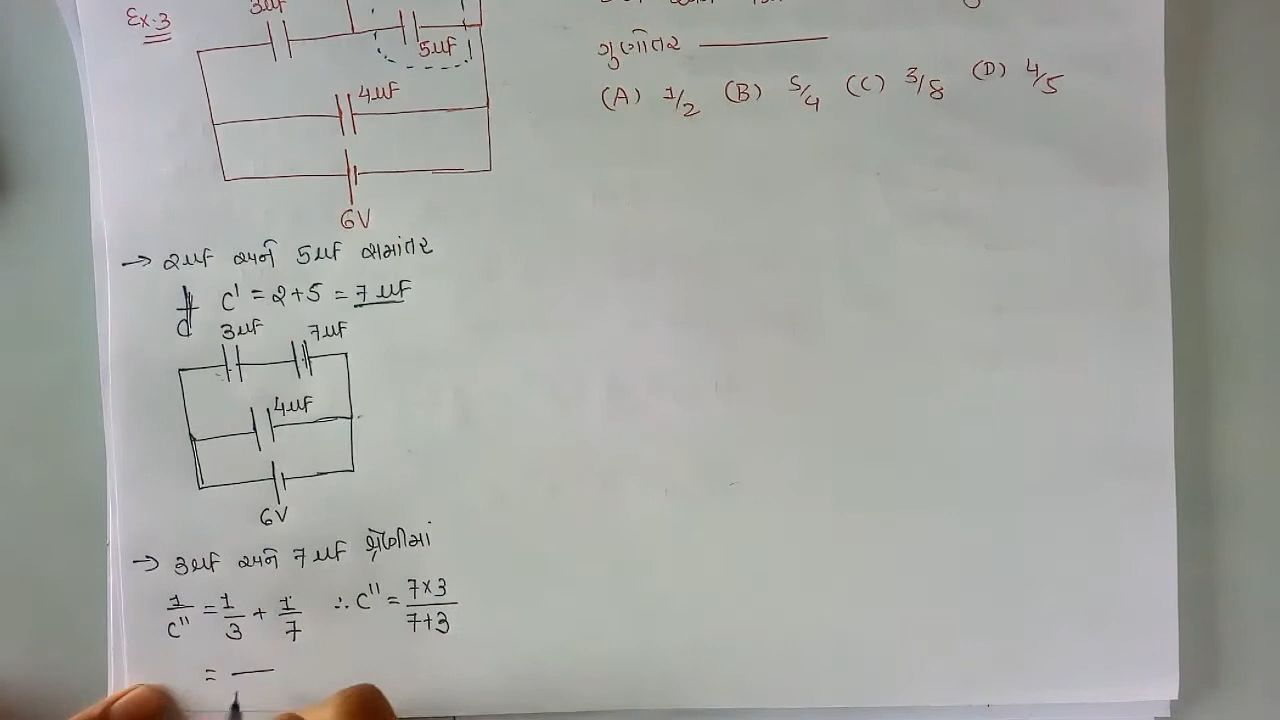 Ex.3
3μF
5μF
4μF
6V
ગુણોત્તર
(A) 1/2 (B) 5/4 (C) 3/8 (D) 4/5
→ 2μF અને 5μF સમાંતર
C' = 2+5 = 7 μF
3μF 7μF
4μF
6V
→ 3μF અને 7μF શ્રેણીમાં
1/C'' = 1/3 + 1/7 ∴ C'' = 7×3/7+3
=